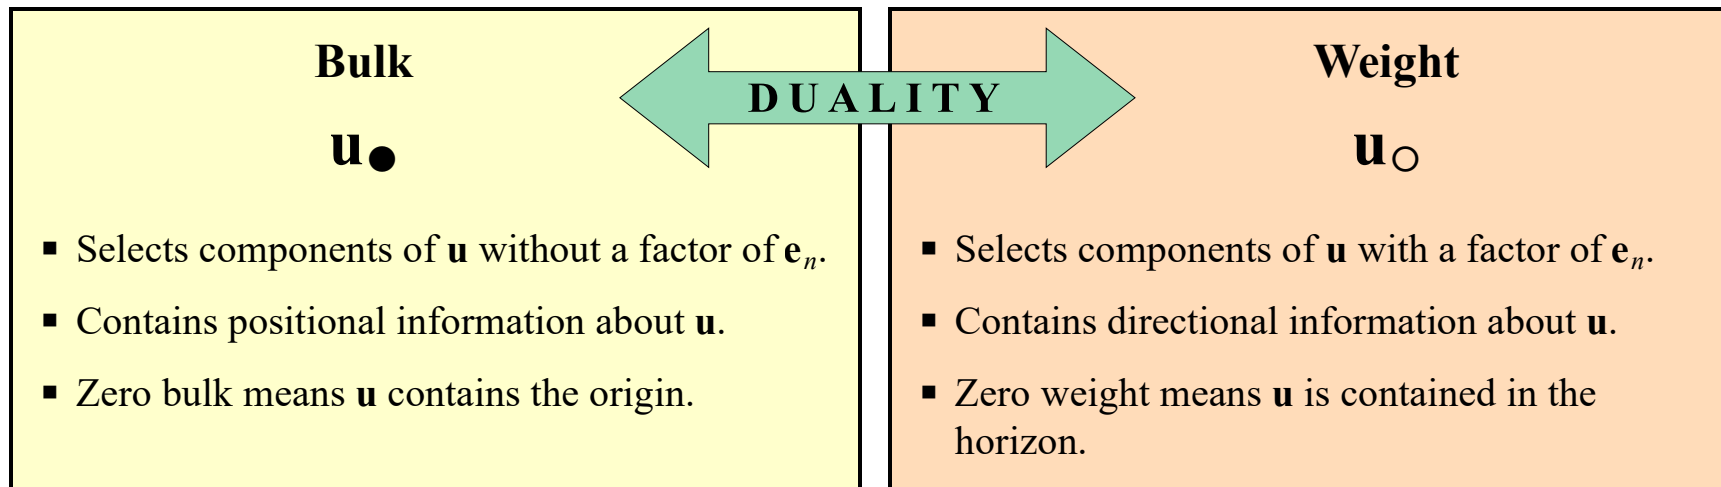 Bulk
DUALITY
Weight
u●
u○
▪ Selects components of u without a factor of eₙ.
▪ Contains positional information about u.
▪ Zero bulk means u contains the origin.
▪ Selects components of u with a factor of eₙ.
▪ Contains directional information about u.
▪ Zero weight means u is contained in the
horizon.